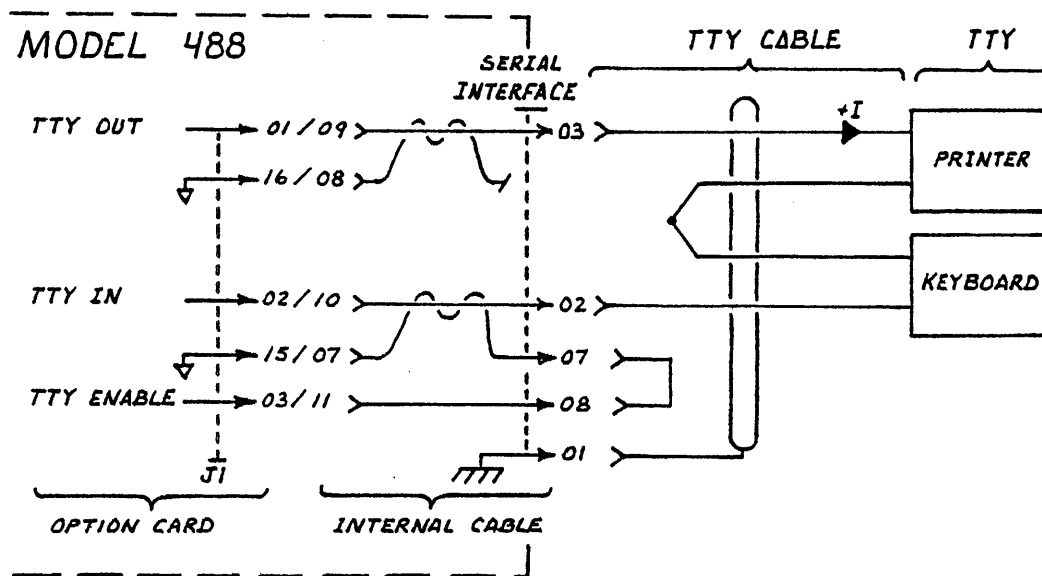 MODEL 488
SERIAL
INTERFACE
TTY CABLE
TTY
TTY OUT
01/09
03
+I
PRINTER
16/08
TTY IN
02/10
02
KEYBOARD
15/07
07
TTY ENABLE
03/11
08
01
J1
OPTION CARD
INTERNAL CABLE